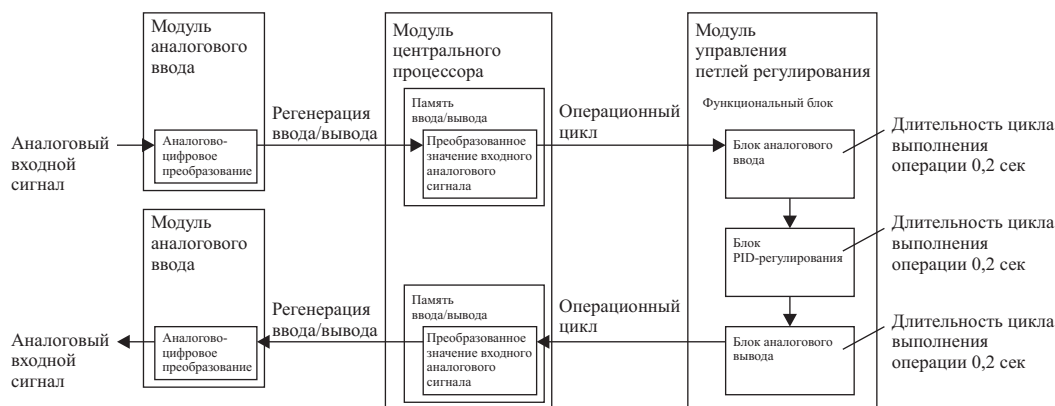 Модуль
аналогового
ввода
Модуль
центрального
процессора
Модуль
управления
петлей регулирования
Аналоговый
входной
сигнал
Аналогово-
цифровое
преобразование
Регенерация
ввода/вывода
Память
ввода/вывода
Преобразованное
значение входного
аналогового
сигнала
Операционный
цикл
Функциональный блок
Блок аналогового
ввода
Длительность цикла
выполнения
операции 0,2 сек
Блок
PID-регулирования
Длительность цикла
выполнения
операции 0,2 сек
Модуль
аналогового
ввода
Аналоговый
входной
сигнал
Аналогово-
цифровое
преобразование
Регенерация
ввода/вывода
Память
ввода/вывода
Преобразованное
значение входного
аналогового
сигнала
Операционный
цикл
Блок аналогового
вывода
Длительность цикла
выполнения
операции 0,2 сек